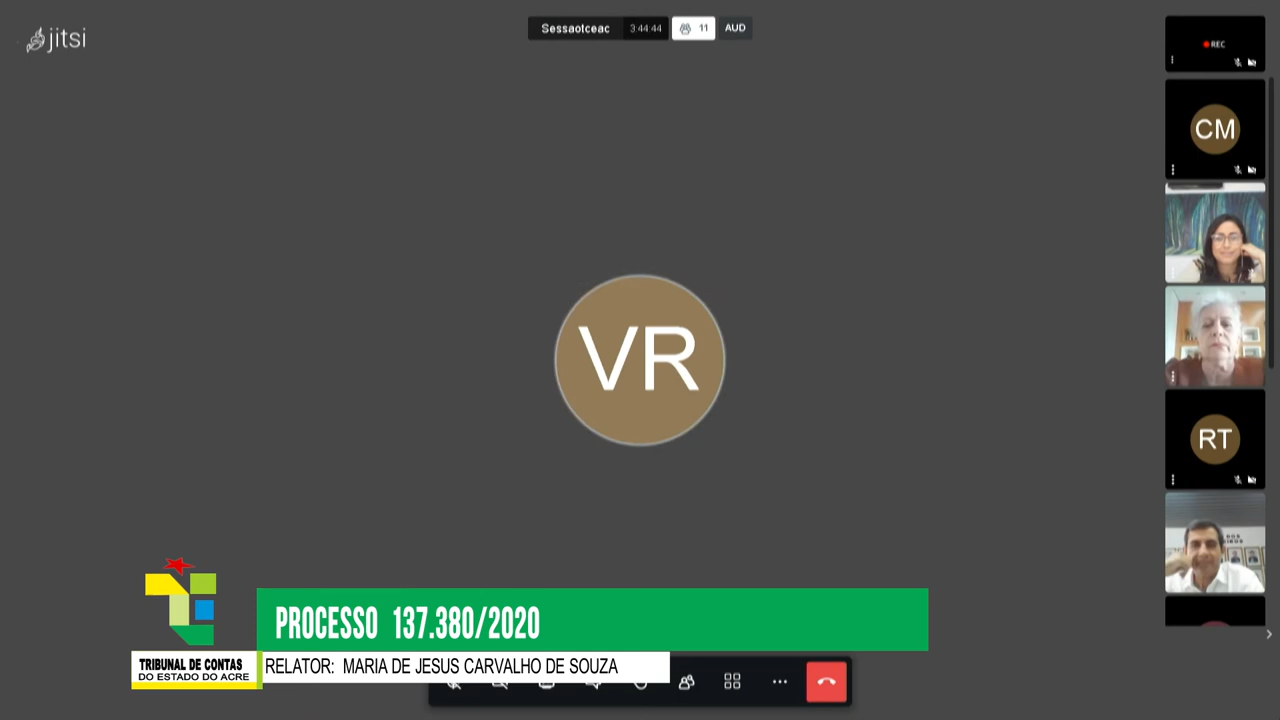 jitsi
Sessaotceac 3:44:44 11 AUD
REC
CM
VR
RT
PROCESSO 137.380/2020
TRIBUNAL DE CONTAS
DO ESTADO DO ACRE
RELATOR: MARIA DE JESUS CARVALHO DE SOUZA